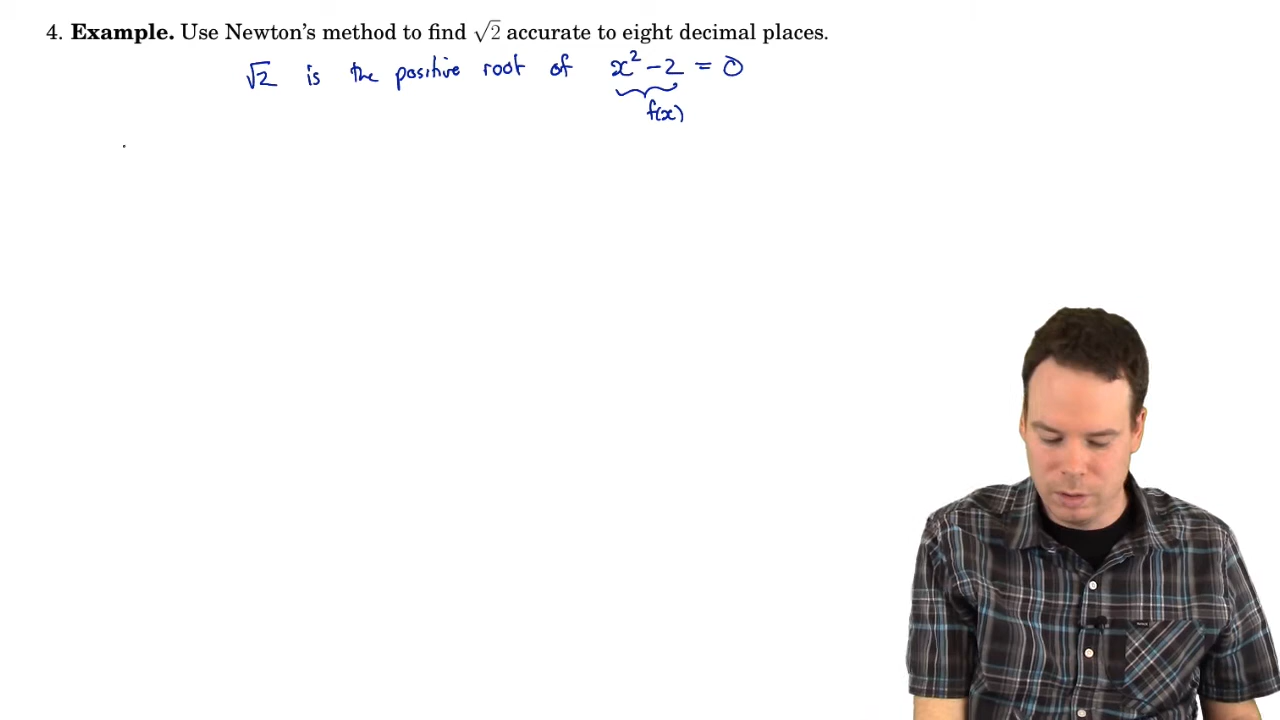 4. Example. Use Newton's method to find √2 accurate to eight decimal places.
√2 is the positive root of x² - 2 = 0
f(x)